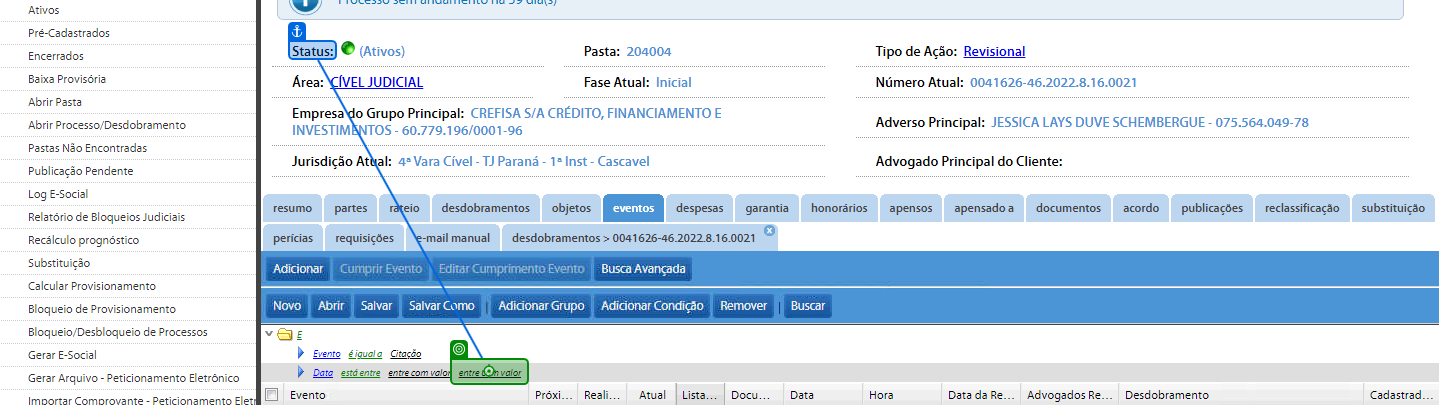 Ativos
Pré-Cadastrados
Encerrados
Baixa Provisória
Abrir Pasta
Abrir Processo/Desdobramento
Pastas Não Encontradas
Publicação Pendente
Log E-Social
Relatório de Bloqueios Judiciais
Recálculo prognóstico
Substituição
Calcular Provisionamento
Bloqueio de Provisionamento
Bloqueio/Desbloqueio de Processos
Gerar E-Social
Gerar Arquivo - Peticionamento Eletrônico
Importar Comprovante - Peticionamento Eletr
Processo sem andamento há 59 dia(s)
Status: (Ativos) Pasta: 204004 Tipo de Ação: Revisional
Área: CÍVEL JUDICIAL Fase Atual: Inicial Número Atual: 0041626-46.2022.8.16.0021
Empresa do Grupo Principal: CREFISA S/A CRÉDITO, FINANCIAMENTO E
INVESTIMENTOS - 60.779.196/0001-96
Adverso Principal: JESSICA LAYS DUVE SCHEMBERGUE - 075.564.049-78
Jurisdição Atual: 4ª Vara Cível - TJ Paraná - 1ª Inst - Cascavel Advogado Principal do Cliente:
resumo partes rateio desdobramentos objetos eventos despesas garantia honorários apensos apensado a documentos acordo publicações reclassificação substituição
perícias requisições e-mail manual desdobramentos > 0041626-46.2022.8.16.0021
Adicionar Cumprir Evento Editar Cumprimento Evento Busca Avançada
Novo Abrir Salvar Salvar Como | Adicionar Grupo Adicionar Condição Remover | Buscar
E
Evento é igual a Citação
Data está entre entre com valor entre com valor
Evento Próxi... Reali... Atual Lista... Docu... Data Hora Data da Re... Advogados Re... Desdobramento Cadastrad...